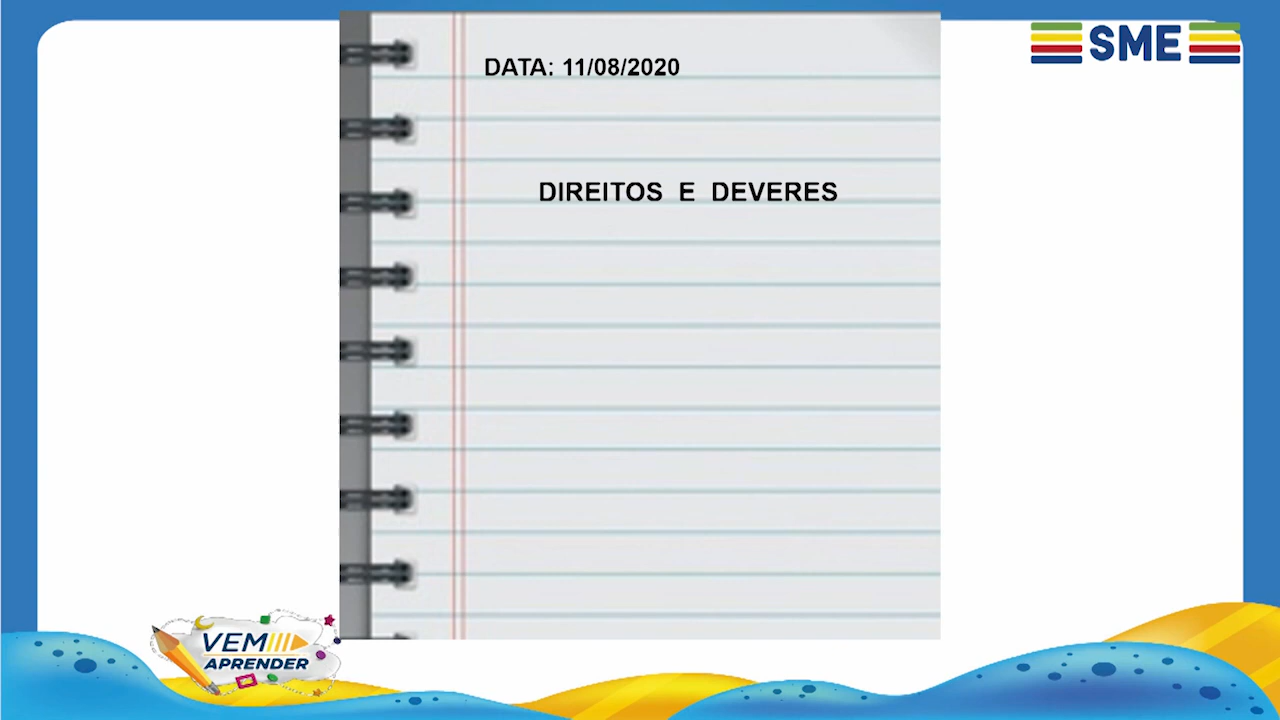 SME
DATA: 11/08/2020
DIREITOS E DEVERES
VEM
APRENDER